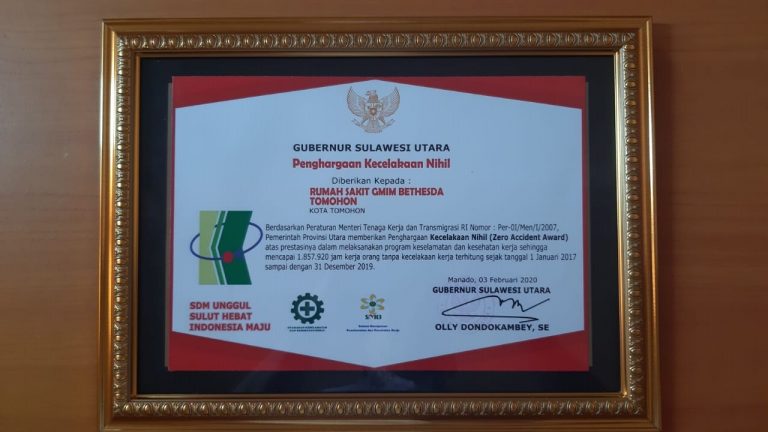 GUBERNUR SULAWESI UTARA
Penghargaan Kecelakaan Nihil
Diberikan Kepada :
RUMAH SAKIT GMIM BETHESDA
TOMOHON
KOTA TOMOHON
Berdasarkan Peraturan Menteri Tenaga Kerja dan Transmigrasi RI Nomor : Per-0I/Men/I/2007,
Pemerintah Provinsi Utara memberikan Penghargaan Kecelakaan Nihil (Zero Accident Award)
atas prestasinya dalam melaksanakan program keselamatan dan kesehatan kerja sehingga
mencapai 1.857.920 jam kerja orang tanpa kecelakaan kerja terhitung sejak tanggal 1 Januari 2017
sampai dengan 31 Desember 2019.
Manado, 03 Februari 2020
GUBERNUR SULAWESI UTARA
OLLY DONDOKAMBEY, SE
SDM UNGGUL
SULUT HEBAT
INDONESIA MAJU
SMK3